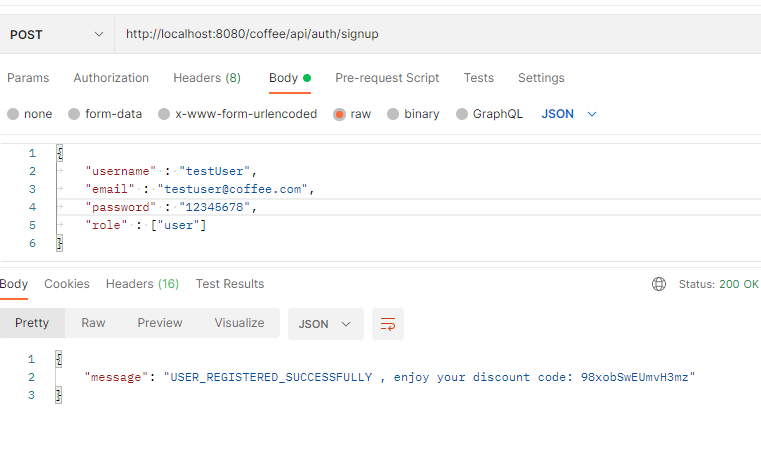 POST http://localhost:8080/coffee/api/auth/signup
Params Authorization Headers (8) Body Pre-request Script Tests Settings
none form-data x-www-form-urlencoded raw binary GraphQL JSON
1 {
2 "username" : "testUser",
3 "email" : "testuser@coffee.com",
4 "password" : "12345678",
5 "role" : ["user"]
6 }
Body Cookies Headers (16) Test Results Status: 200 OK
Pretty Raw Preview Visualize JSON
1 {
2 "message": "USER_REGISTERED_SUCCESSFULLY , enjoy your discount code: 98xobSwEUmvH3mz"
3 }